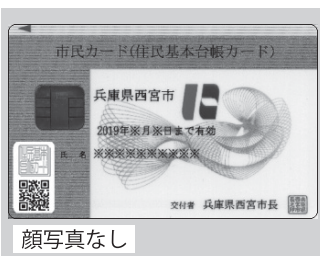 市民カード(住民基本台帳カード)
兵庫県西宮市
2019年※月※日まで有効
氏 名 ※※※※※※※※※※
交付者 兵庫県西宮市長
顔写真なし